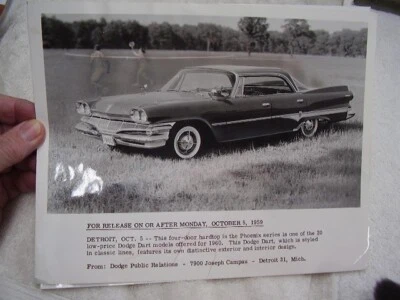 FOR RELEASE ON OR AFTER MONDAY, OCTOBER 5, 1959
DETROIT, OCT. 5 -- This four-door hardtop in the Phoenix series is one of the 23
low-price Dodge Dart models offered for 1960. This Dodge Dart, which is styled
in classic lines, features its own distinctive exterior and interior design.
From: Dodge Public Relations - 7900 Joseph Campau - Detroit 31, Mich.